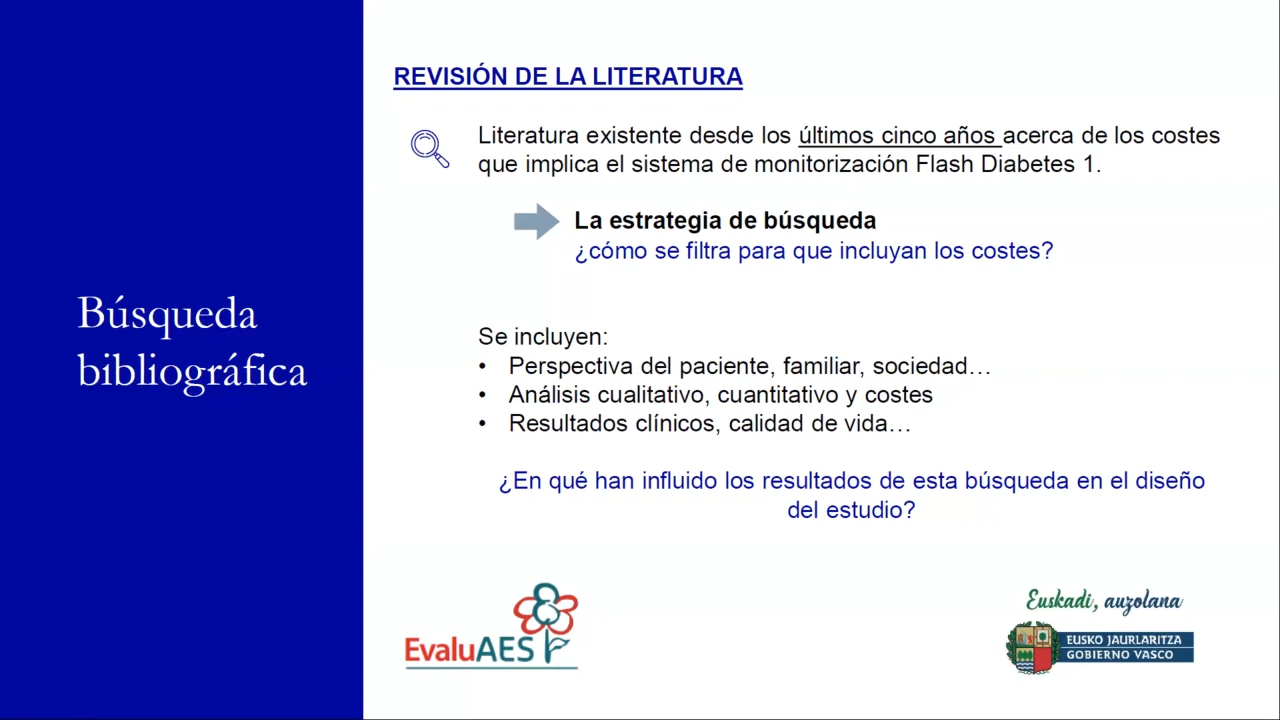 Búsqueda
bibliográfica
REVISIÓN DE LA LITERATURA
Literatura existente desde los últimos cinco años acerca de los costes
que implica el sistema de monitorización Flash Diabetes 1.
La estrategia de búsqueda
¿cómo se filtra para que incluyan los costes?
Se incluyen:
• Perspectiva del paciente, familiar, sociedad…
• Análisis cualitativo, cuantitativo y costes
• Resultados clínicos, calidad de vida…
¿En qué han influido los resultados de esta búsqueda en el diseño
del estudio?
EvaluAES
Euskadi, auzolana
EUSKO JAURLARITZA
GOBIERNO VASCO